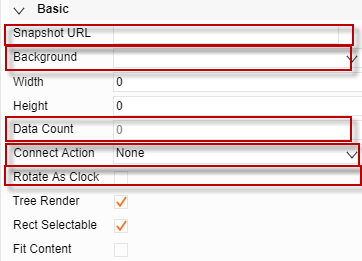 Basic
Snapshot URL
Background
Width 0
Height 0
Data Count 0
Connect Action None
Rotate As Clock
Tree Render
Rect Selectable
Fit Content